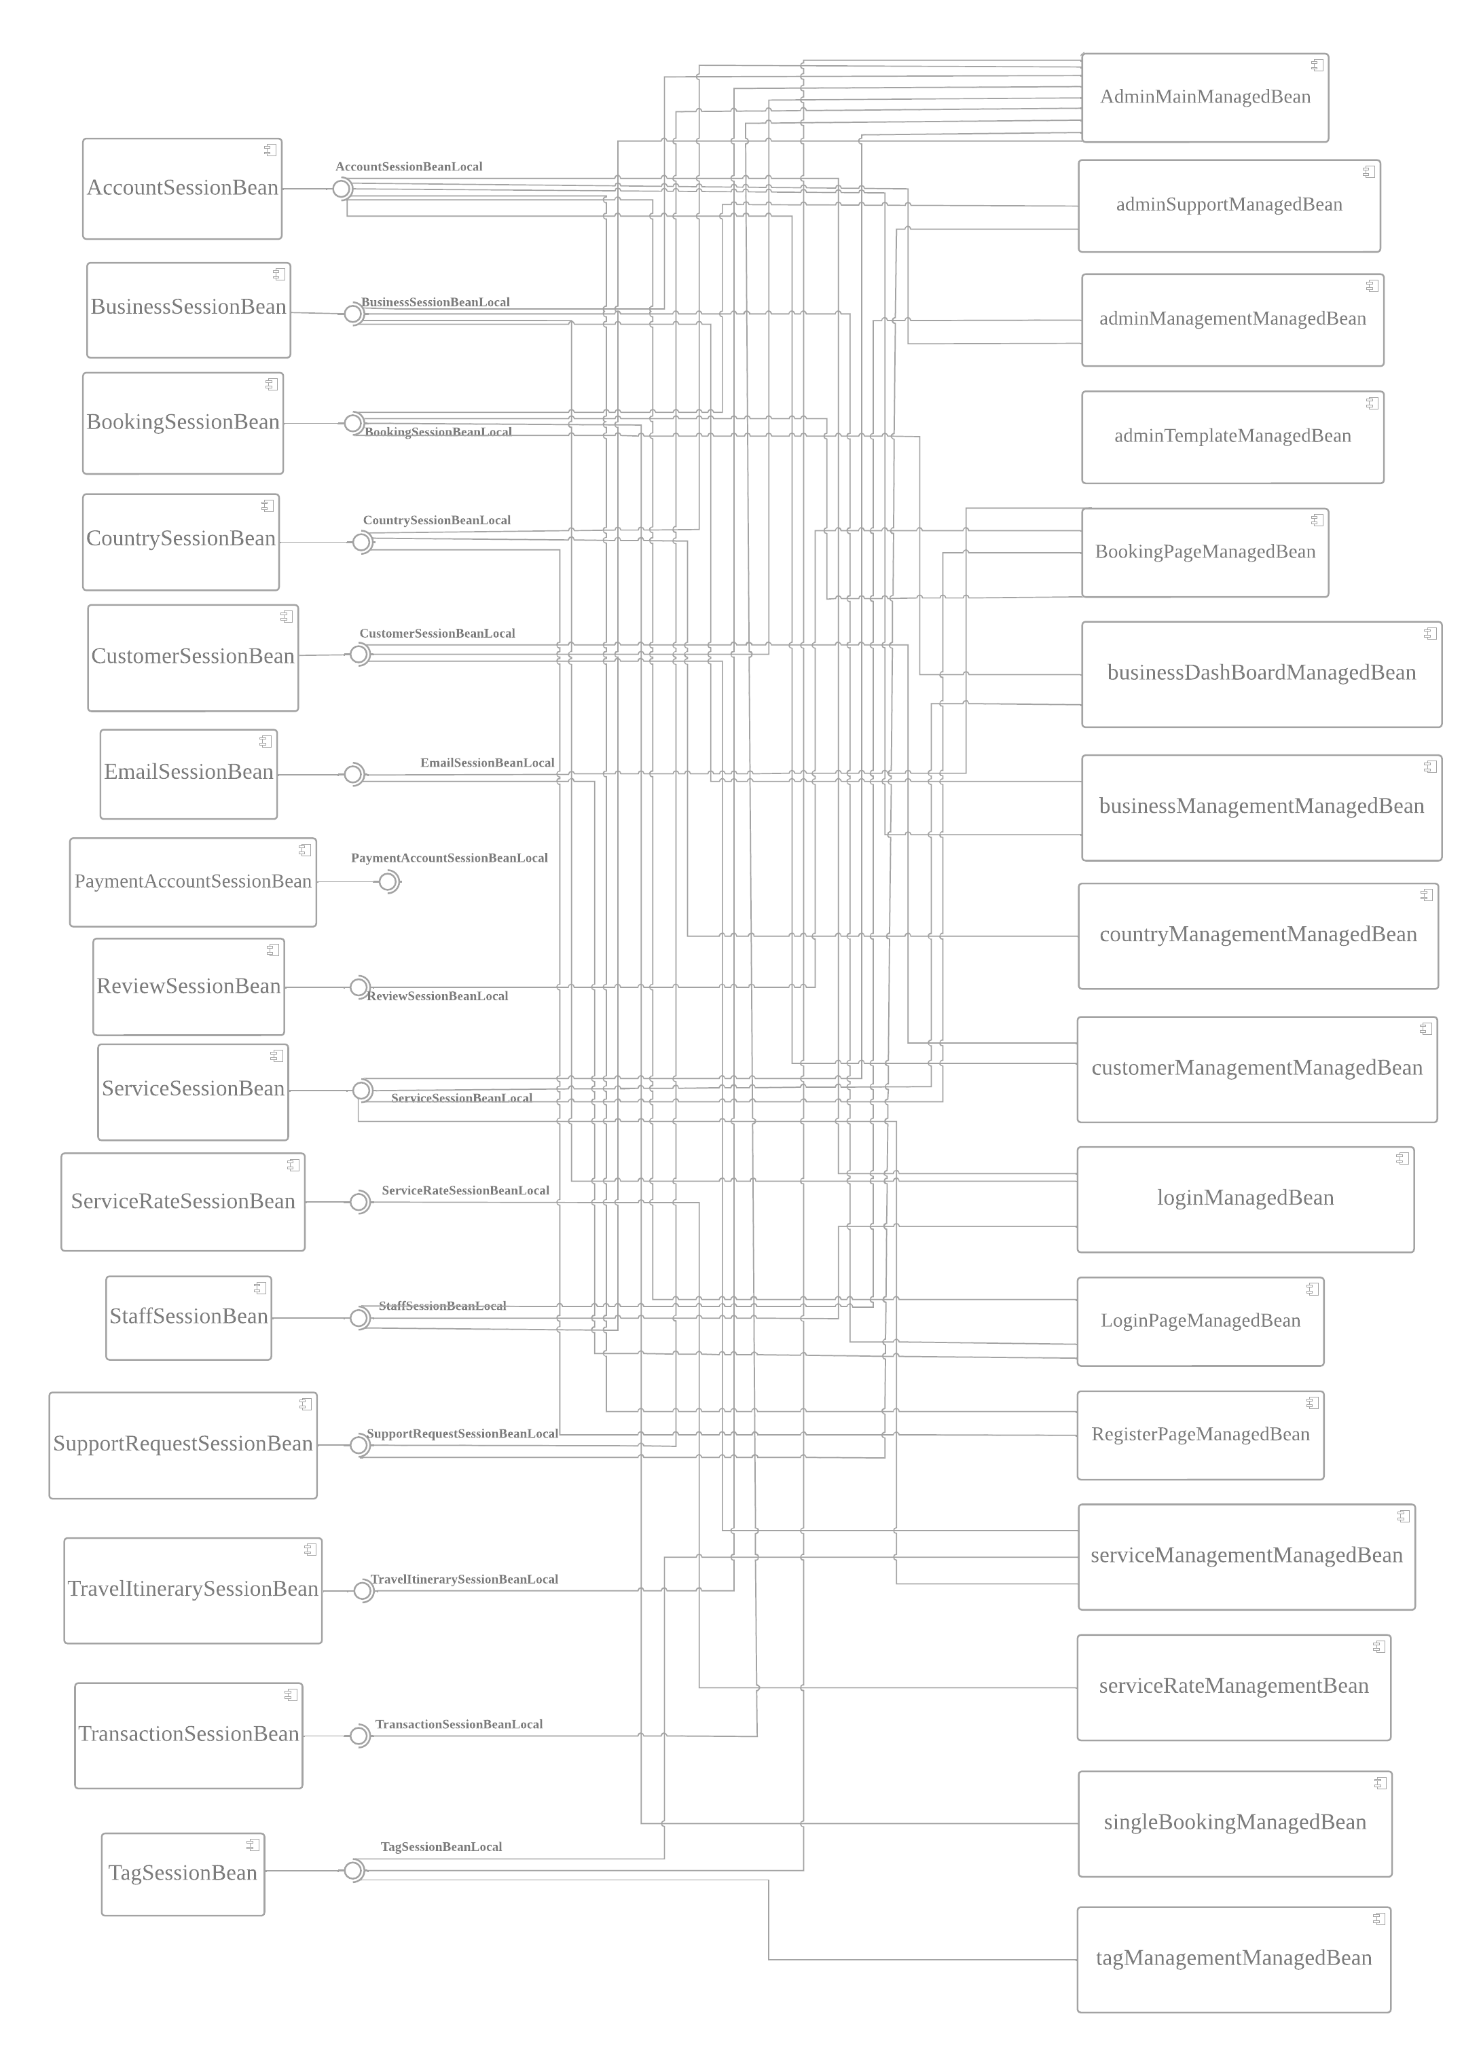 AdminMainManagedBean
AccountSessionBeanLocal
AccountSessionBean
adminSupportManagedBean
BusinessSessionBeanLocal
BusinessSessionBean
adminManagementManagedBean
BookingSessionBean
BookingSessionBeanLocal
adminTemplateManagedBean
CountrySessionBeanLocal
CountrySessionBean
BookingPageManagedBean
CustomerSessionBeanLocal
CustomerSessionBean
businessDashBoardManagedBean
EmailSessionBeanLocal
EmailSessionBean
businessManagementManagedBean
PaymentAccountSessionBeanLocal
PaymentAccountSessionBean
countryManagementManagedBean
ReviewSessionBean
ReviewSessionBeanLocal
customerManagementManagedBean
ServiceSessionBean
ServiceSessionBeanLocal
ServiceRateSessionBeanLocal
ServiceRateSessionBean
loginManagedBean
StaffSessionBeanLocal
StaffSessionBean
LoginPageManagedBean
SupportRequestSessionBeanLocal
SupportRequestSessionBean
RegisterPageManagedBean
serviceManagementManagedBean
TravelItinerarySessionBeanLocal
TravelItinerarySessionBean
serviceRateManagementBean
TransactionSessionBeanLocal
TransactionSessionBean
singleBookingManagedBean
TagSessionBeanLocal
TagSessionBean
tagManagementManagedBean